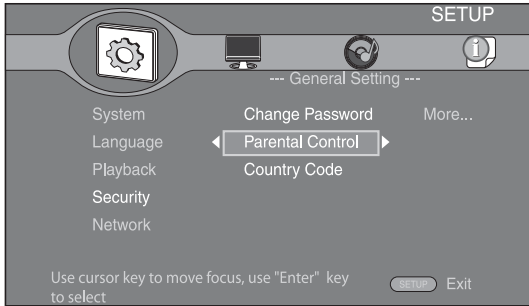 SETUP
--- General Setting ---
System Change Password More...
Language Parental Control
Playback Country Code
Security
Network
Use cursor key to move focus, use "Enter" key
to select
SETUP Exit